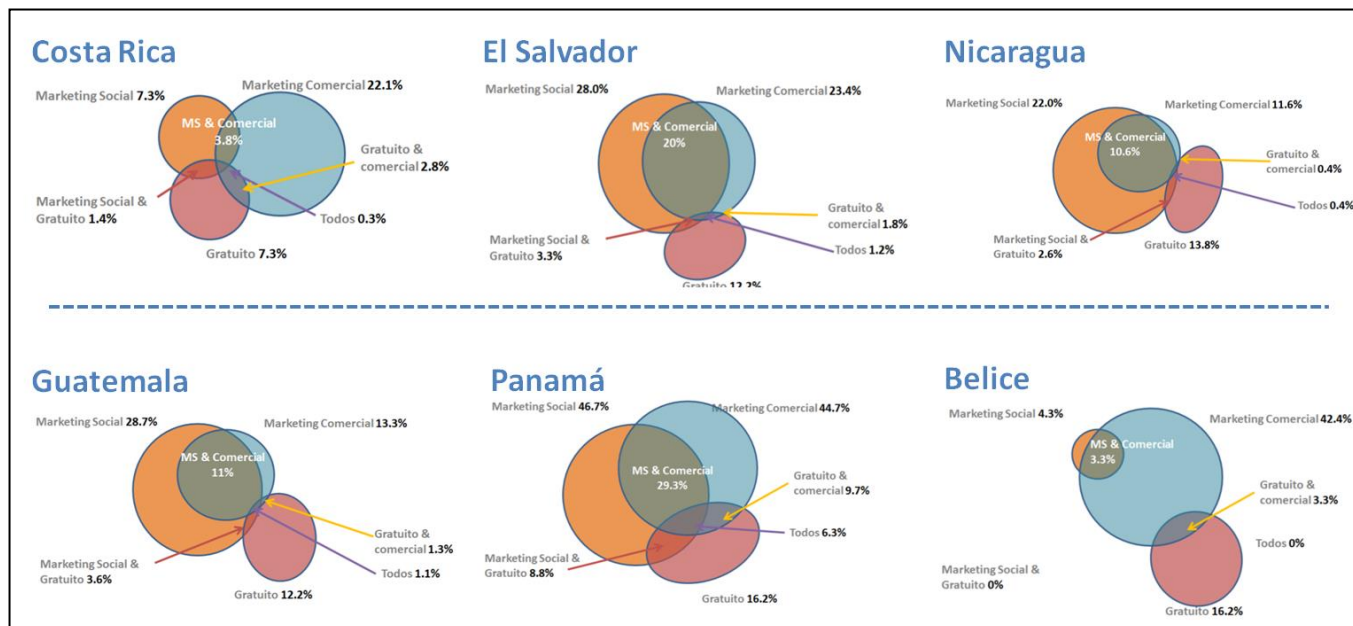 Costa Rica
Marketing Comercial 22.1%
Marketing Social 7.3%
MS & Comercial
3.8%
Gratuito &
comercial 2.8%
Marketing Social &
Gratuito 1.4%
Todos 0.3%
Gratuito 7.3%
El Salvador
Marketing Social 28.0%
Marketing Comercial 23.4%
MS & Comercial
20%
Gratuito &
comercial 1.8%
Marketing Social &
Gratuito 3.3%
Todos 1.2%
Gratuito 12.2%
Nicaragua
Marketing Social 22.0%
Marketing Comercial 11.6%
MS & Comercial
10.6%
Gratuito &
comercial 0.4%
Todos 0.4%
Marketing Social &
Gratuito 2.6%
Gratuito 13.8%
Guatemala
Marketing Social 28.7%
Marketing Comercial 13.3%
MS & Comercial
11%
Gratuito &
comercial 1.3%
Marketing Social &
Gratuito 3.6%
Todos 1.1%
Gratuito 12.2%
Panamá
Marketing Social 46.7%
Marketing Comercial 44.7%
MS & Comercial
29.3%
Gratuito &
comercial 9.7%
Todos 6.3%
Marketing Social &
Gratuito 8.8%
Gratuito 16.2%
Belice
Marketing Social 4.3%
Marketing Comercial 42.4%
MS & Comercial
3.3%
Gratuito &
comercial 3.3%
Todos 0%
Marketing Social &
Gratuito 0%
Gratuito 16.2%